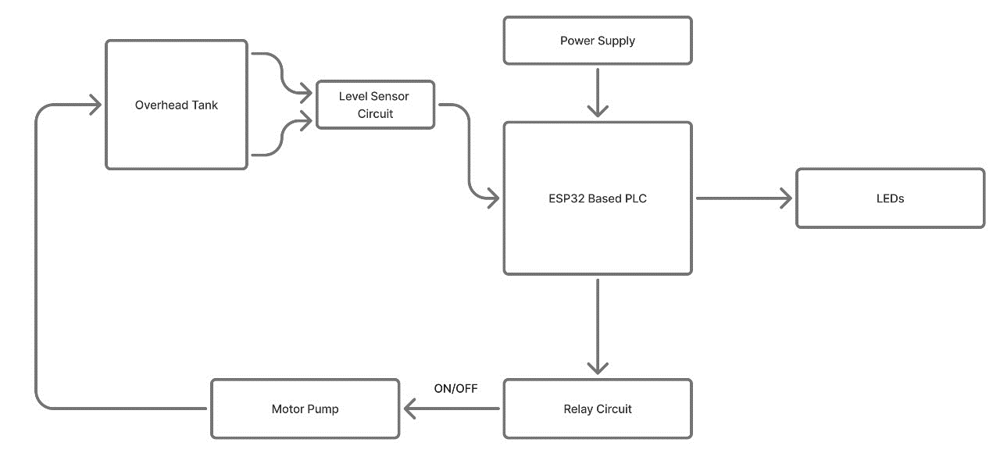 Power Supply
Overhead Tank
Level Sensor
Circuit
ESP32 Based PLC
LEDs
ON/OFF
Motor Pump
Relay Circuit